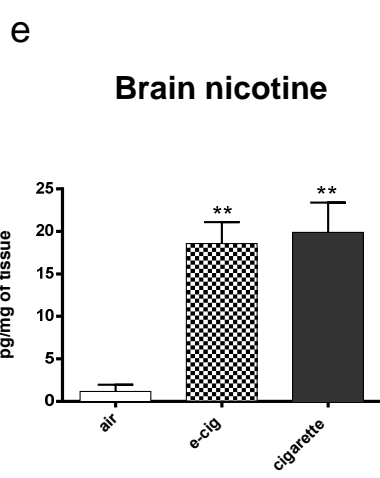 e
Brain nicotine
pg/mg of tissue
25
20
15
10
5
0
**
**
air
e-cig
cigarette